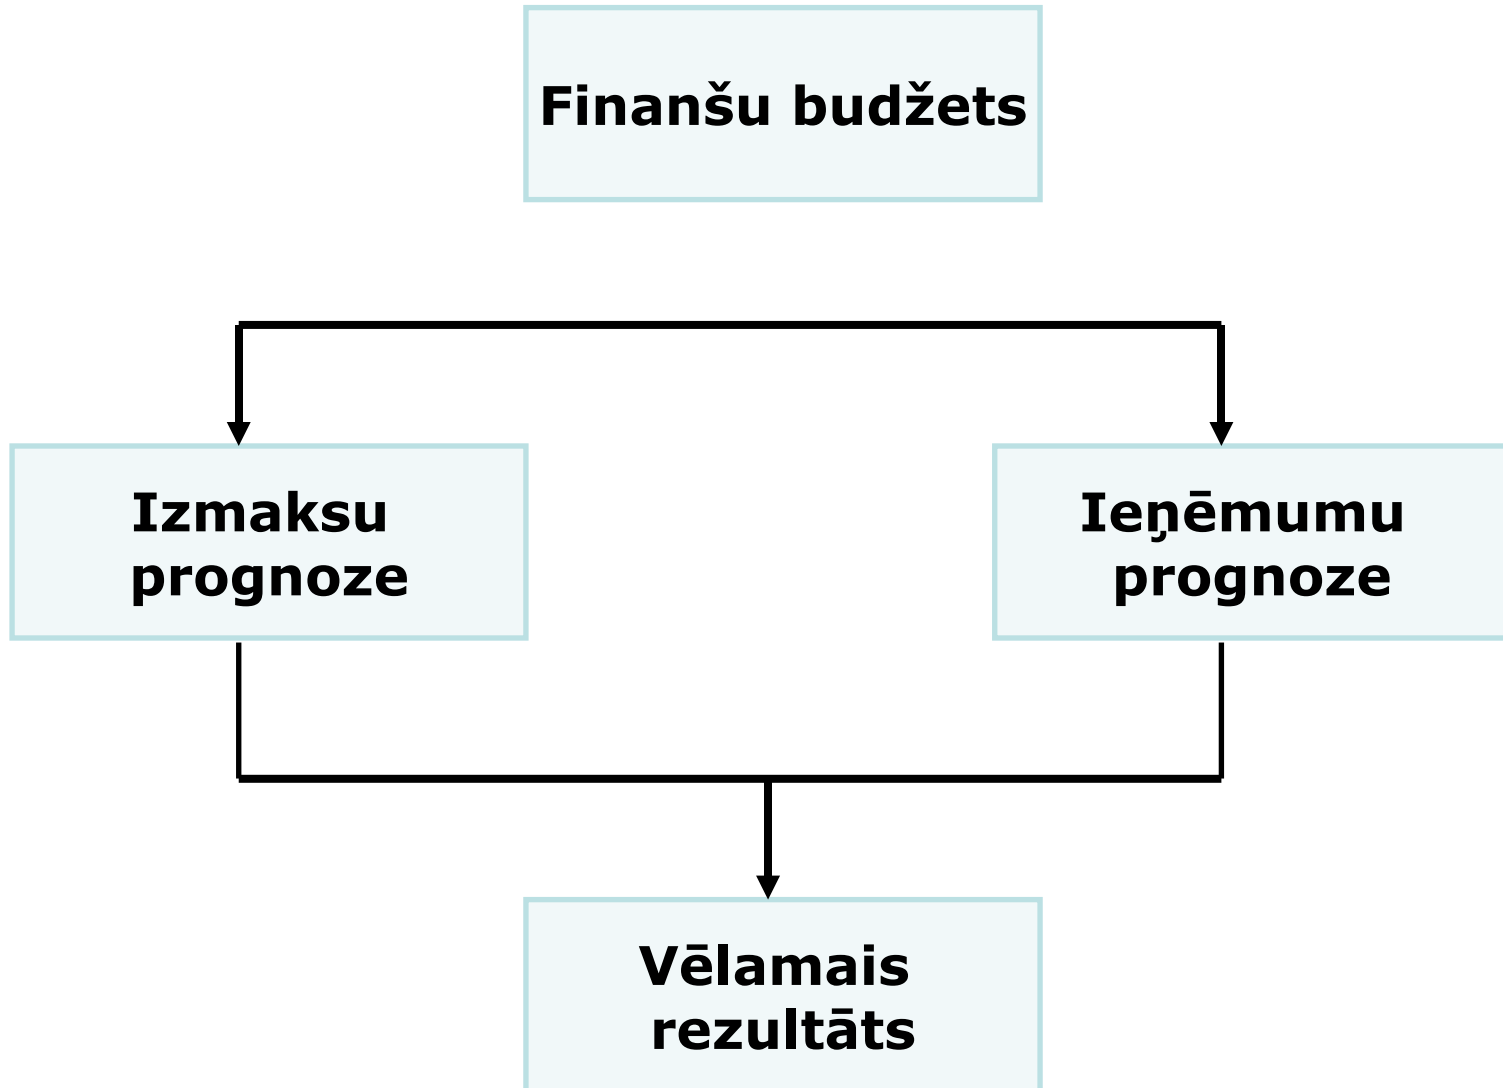 Finanšu budžets
Izmaksu
prognoze
Ieņēmumu
prognoze
Vēlamais
rezultāts